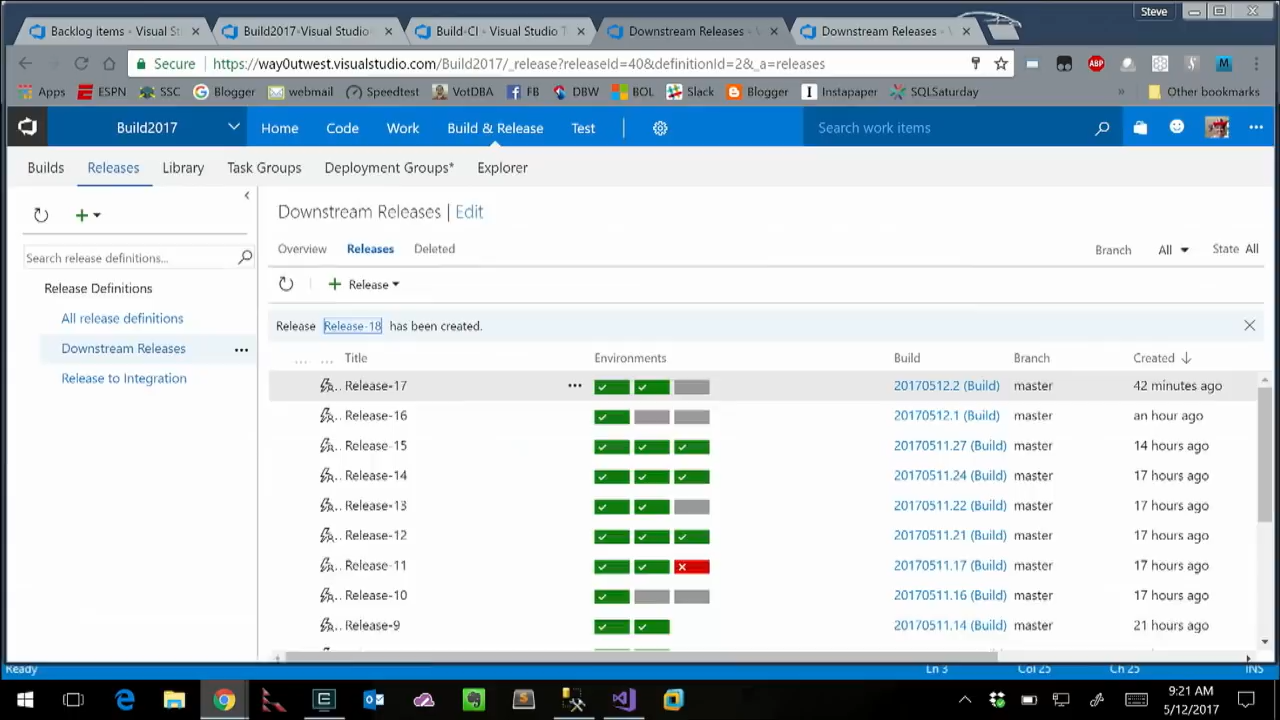 Steve
Backlog items - Visual St
Build2017-Visual Studio
Build-CI - Visual Studio T
Downstream Releases -
Downstream Releases -
Secure
https://way0utwest.visualstudio.com/Build2017/_release?releaseId=40&definitionId=2&_a=releases
Apps ESPN SSC Blogger webmail Speedtest VotDBA FB DBW BOL Slack Blogger Instapaper SQLSaturday » Other bookmarks
Build2017 Home Code Work Build & Release Test Search work items
Builds Releases Library Task Groups Deployment Groups* Explorer
Search release definitions...
Release Definitions
All release definitions
Downstream Releases ...
Release to Integration
Downstream Releases | Edit
Overview Releases Deleted Branch All State All
+ Release
Release Release-18 has been created.
... ... Title Environments Build Branch Created
Release-17 ... 20170512.2 (Build) master 42 minutes ago
Release-16 20170512.1 (Build) master an hour ago
Release-15 20170511.27 (Build) master 14 hours ago
Release-14 20170511.24 (Build) master 17 hours ago
Release-13 20170511.22 (Build) master 17 hours ago
Release-12 20170511.21 (Build) master 17 hours ago
Release-11 20170511.17 (Build) master 17 hours ago
Release-10 20170511.16 (Build) master 17 hours ago
Release-9 20170511.14 (Build) master 21 hours ago
Ready Ln 3 Col 25 Ch 25 INS
9:21 AM
5/12/2017